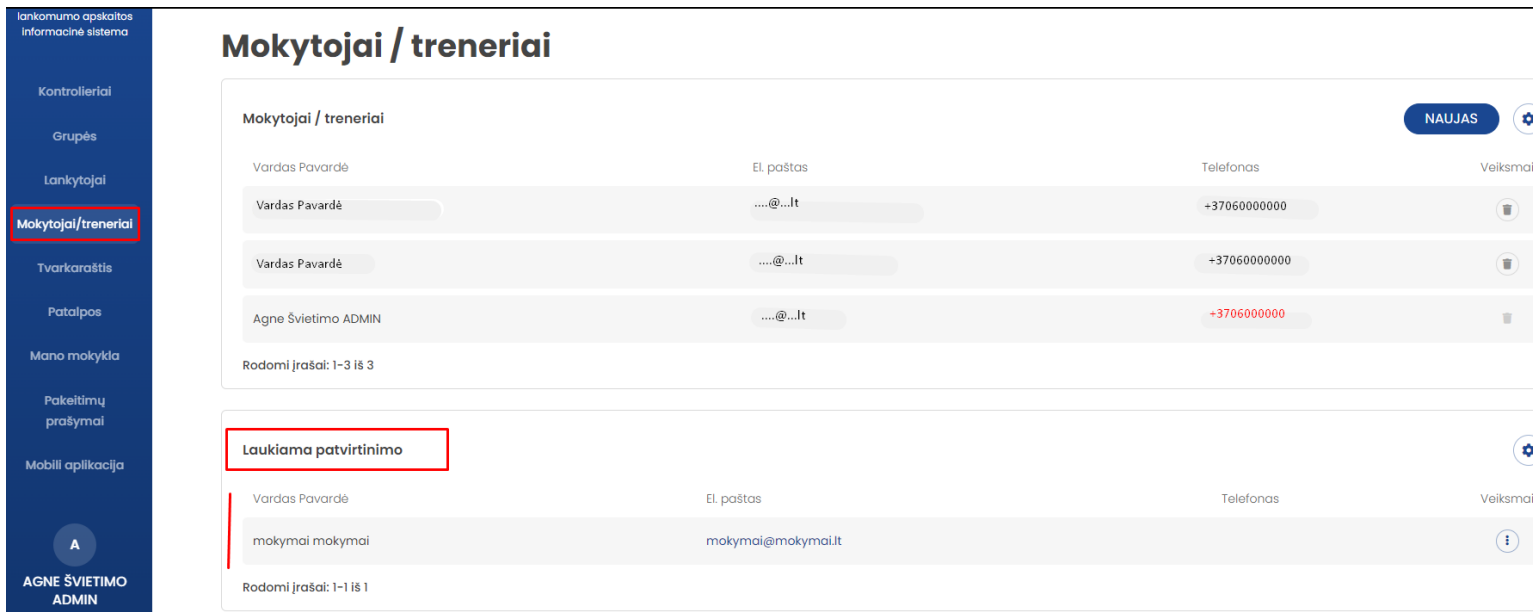 lankomumo apskaitos
informacinė sistema
Kontrolieriai
Grupės
Lankytojai
Mokytojai/treneriai
Tvarkaraštis
Patalpos
Mano mokykla
Pakeitimų
prašymai
Mobili aplikacija
A
AGNE ŠVIETIMO
ADMIN
Mokytojai / treneriai
Mokytojai / treneriai NAUJAS
Vardas Pavardė El. paštas Telefonas Veiksmai
Vardas Pavardė ....@...lt +37060000000
Vardas Pavardė ....@...lt +37060000000
Agne Švietimo ADMIN ....@...lt +3706000000
Rodomi įrašai: 1-3 iš 3
Laukiama patvirtinimo
Vardas Pavardė El. paštas Telefonas Veiksmai
mokymai mokymai mokymai@mokymai.lt
Rodomi įrašai: 1-1 iš 1